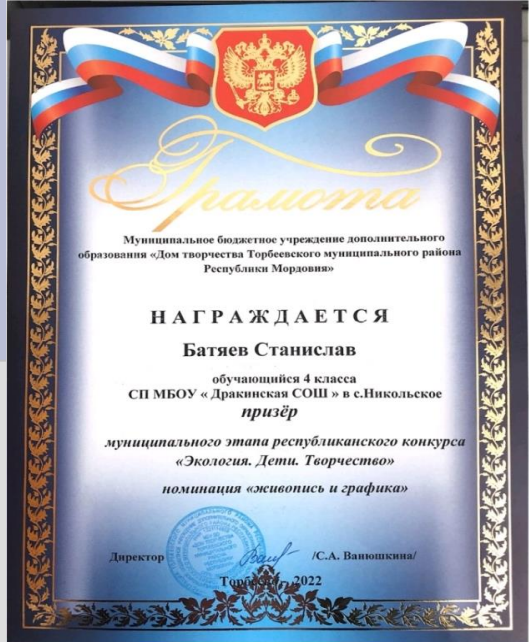 Грамота
Муниципальное бюджетное учреждение дополнительного
образования «Дом творчества Торбеевского муниципального района
Республики Мордовия»
НАГРАЖДАЕТСЯ
Батяев Станислав
обучающийся 4 класса
СП МБОУ « Дракинская СОШ » в с.Никольское
призёр
муниципального этапа республиканского конкурса
«Экология. Дети. Творчество»
номинация «живопись и графика»
Директор /С.А. Ванюшкина/
2022